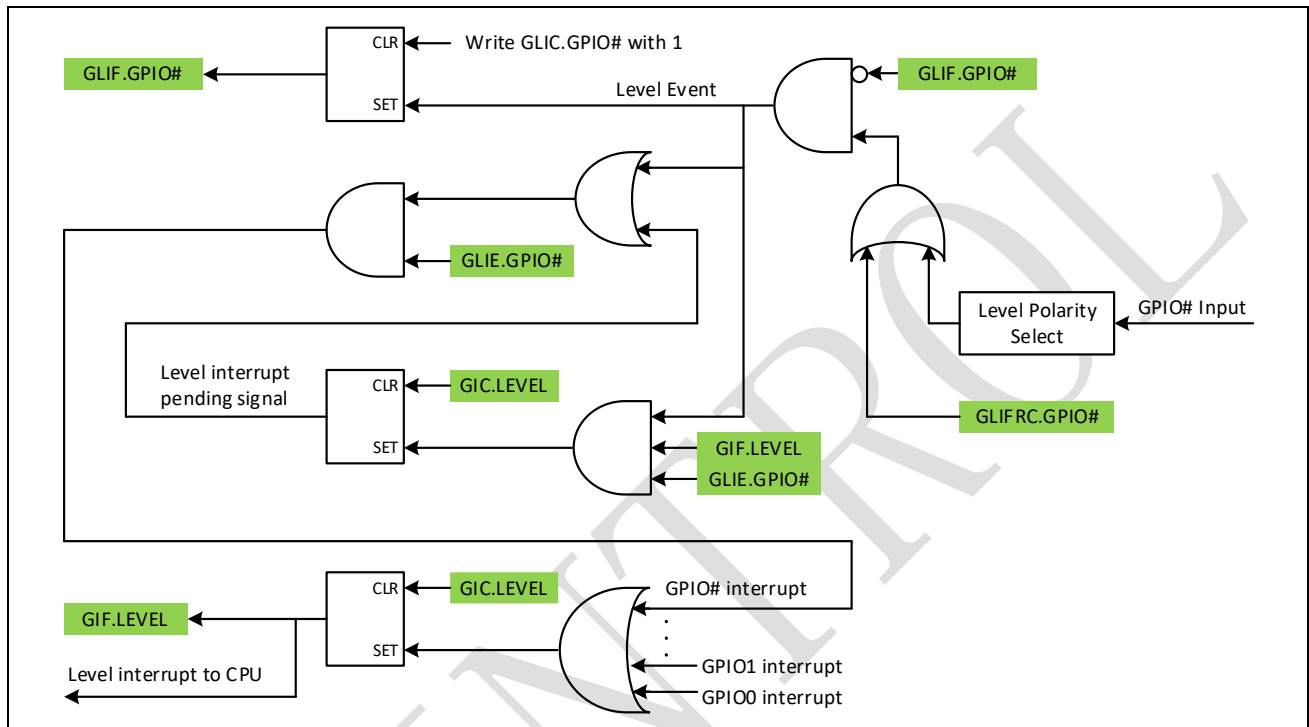 CLR
Write GLIC.GPIO# with 1
GLIF.GPIO#
GLIF.GPIO#
Level Event
SET
GLIE.GPIO#
Level Polarity
Select
GPIO# Input
Level interrupt
pending signal
CLR
GIC.LEVEL
GLIFRC.GPIO#
SET
GIF.LEVEL
GLIE.GPIO#
CLR
GIC.LEVEL
GPIO# interrupt
GIF.LEVEL
SET
Level interrupt to CPU
GPIO1 interrupt
GPIO0 interrupt
NTROL